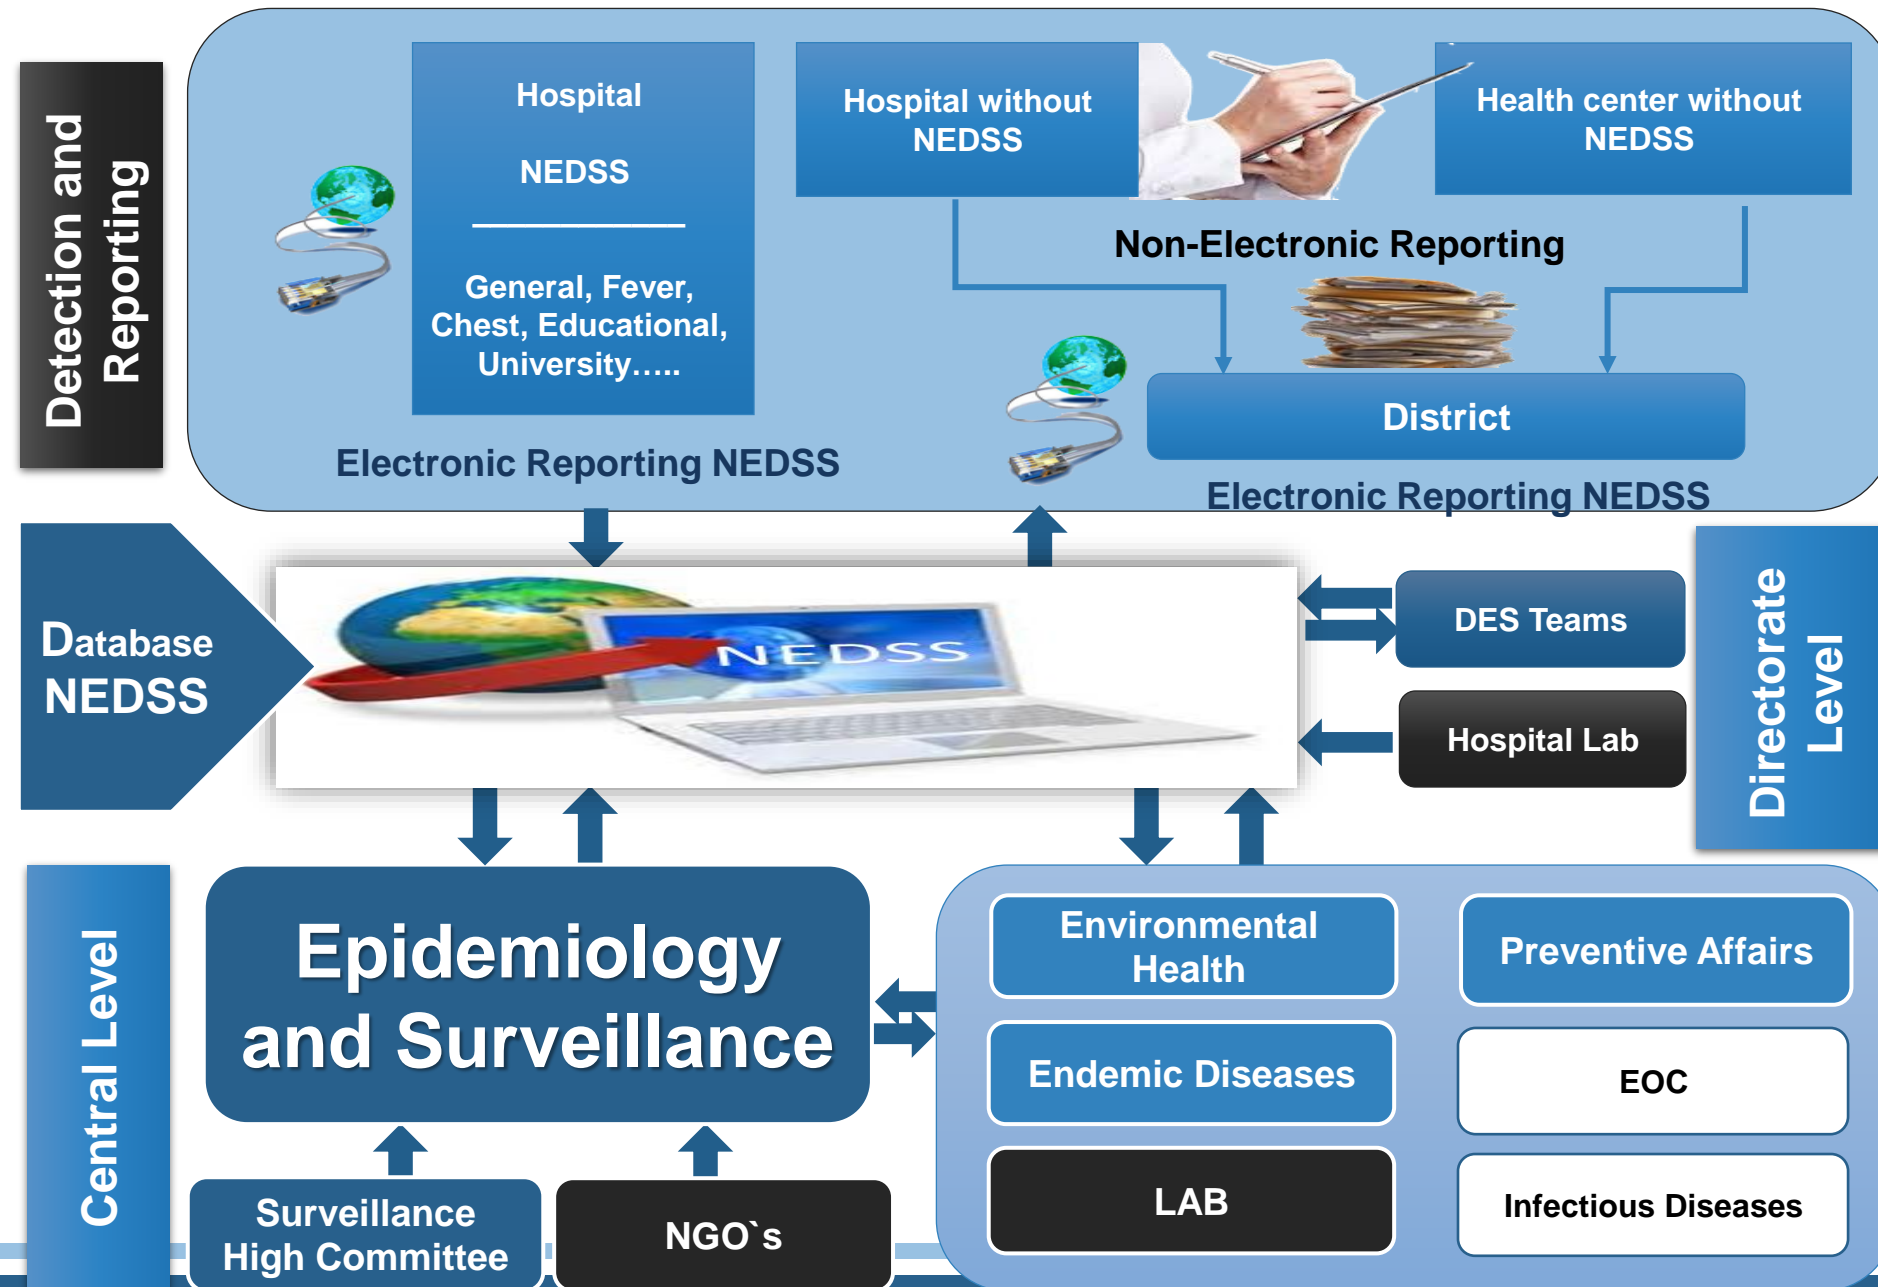 Detection and
Reporting
Hospital
NEDSS
General, Fever,
Chest, Educational,
University…..
Electronic Reporting NEDSS
Hospital without
NEDSS
Health center without
NEDSS
Non-Electronic Reporting
District
Electronic Reporting NEDSS
Database
NEDSS
NEDSS
DES Teams
Hospital Lab
Directorate
Level
Central Level
Epidemiology
and Surveillance
Surveillance
High Committee
NGO`s
Environmental
Health
Preventive Affairs
Endemic Diseases
EOC
LAB
Infectious Diseases